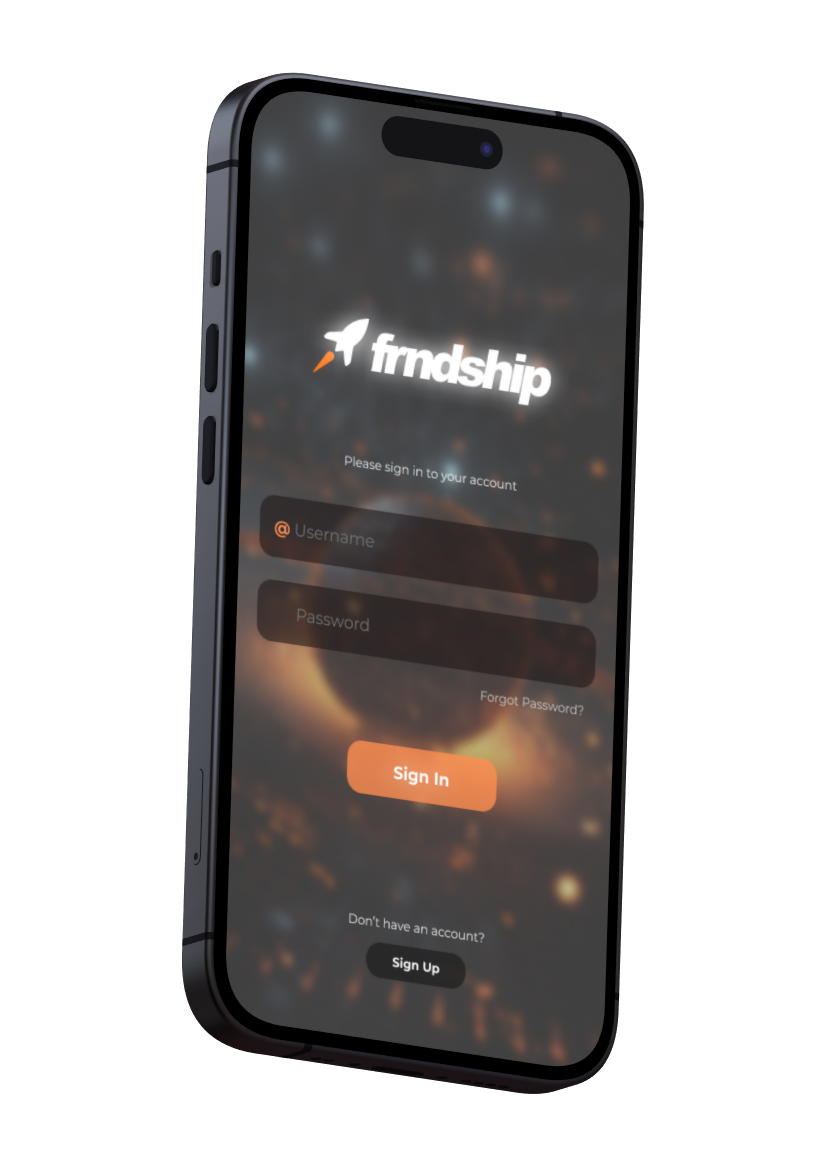 frndship
Please sign in to your account
@ Username
Password
Forgot Password?
Sign In
Don't have an account?
Sign Up